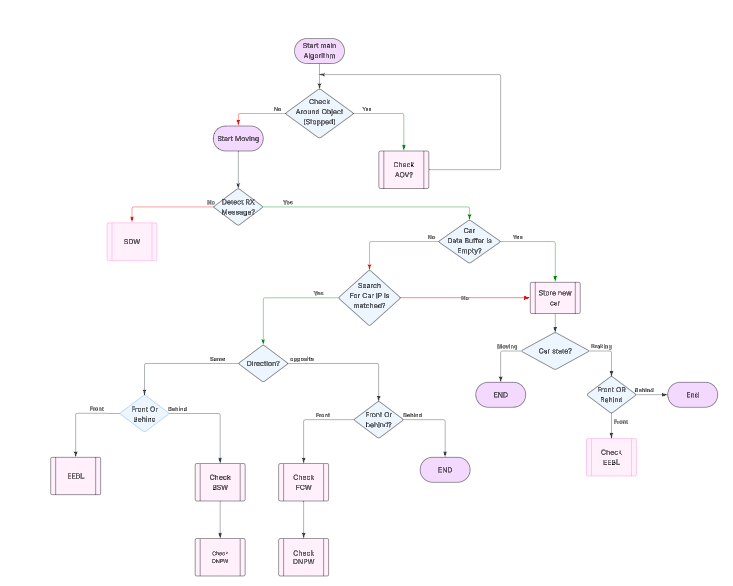 Start main
Algorithm
Check
Around Object
(Stopped)
No
Yes
Start Moving
Check
AOV?
No
Detect RX
Message?
Yes
SDW
Car
Data Buffer is
Empty?
No
Yes
Search
For Car IP is
matched?
Yes
No
Store new
car
Direction?
Same
opposite
Car state?
Moving
Braking
END
Front OR
Behind
Behind
End
Front
Check
EEBL
Front Or
Behind
Front
Behind
Front Or
behind?
Front
Behind
EEBL
Check
BSW
Check
FCW
END
Check
DNPW
Check
DNPW